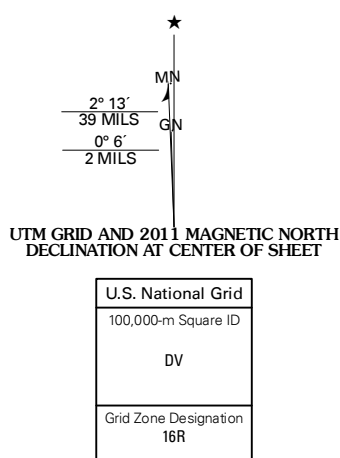 ★
MN
2° 13´
39 MILS
GN
0° 6´
2 MILS
UTM GRID AND 2011 MAGNETIC NORTH
DECLINATION AT CENTER OF SHEET
U.S. National Grid
100,000-m Square ID
DV
Grid Zone Designation
16R